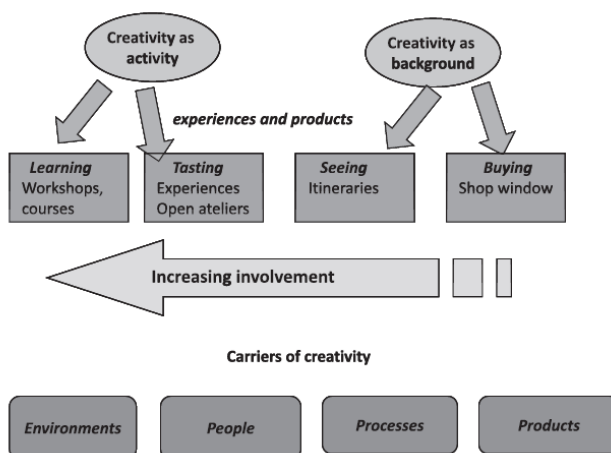 Creativity as
activity
Creativity as
background
experiences and products
Learning
Workshops,
courses
Tasting
Experiences
Open ateliers
Seeing
Itineraries
Buying
Shop window
Increasing involvement
Carriers of creativity
Environments
People
Processes
Products